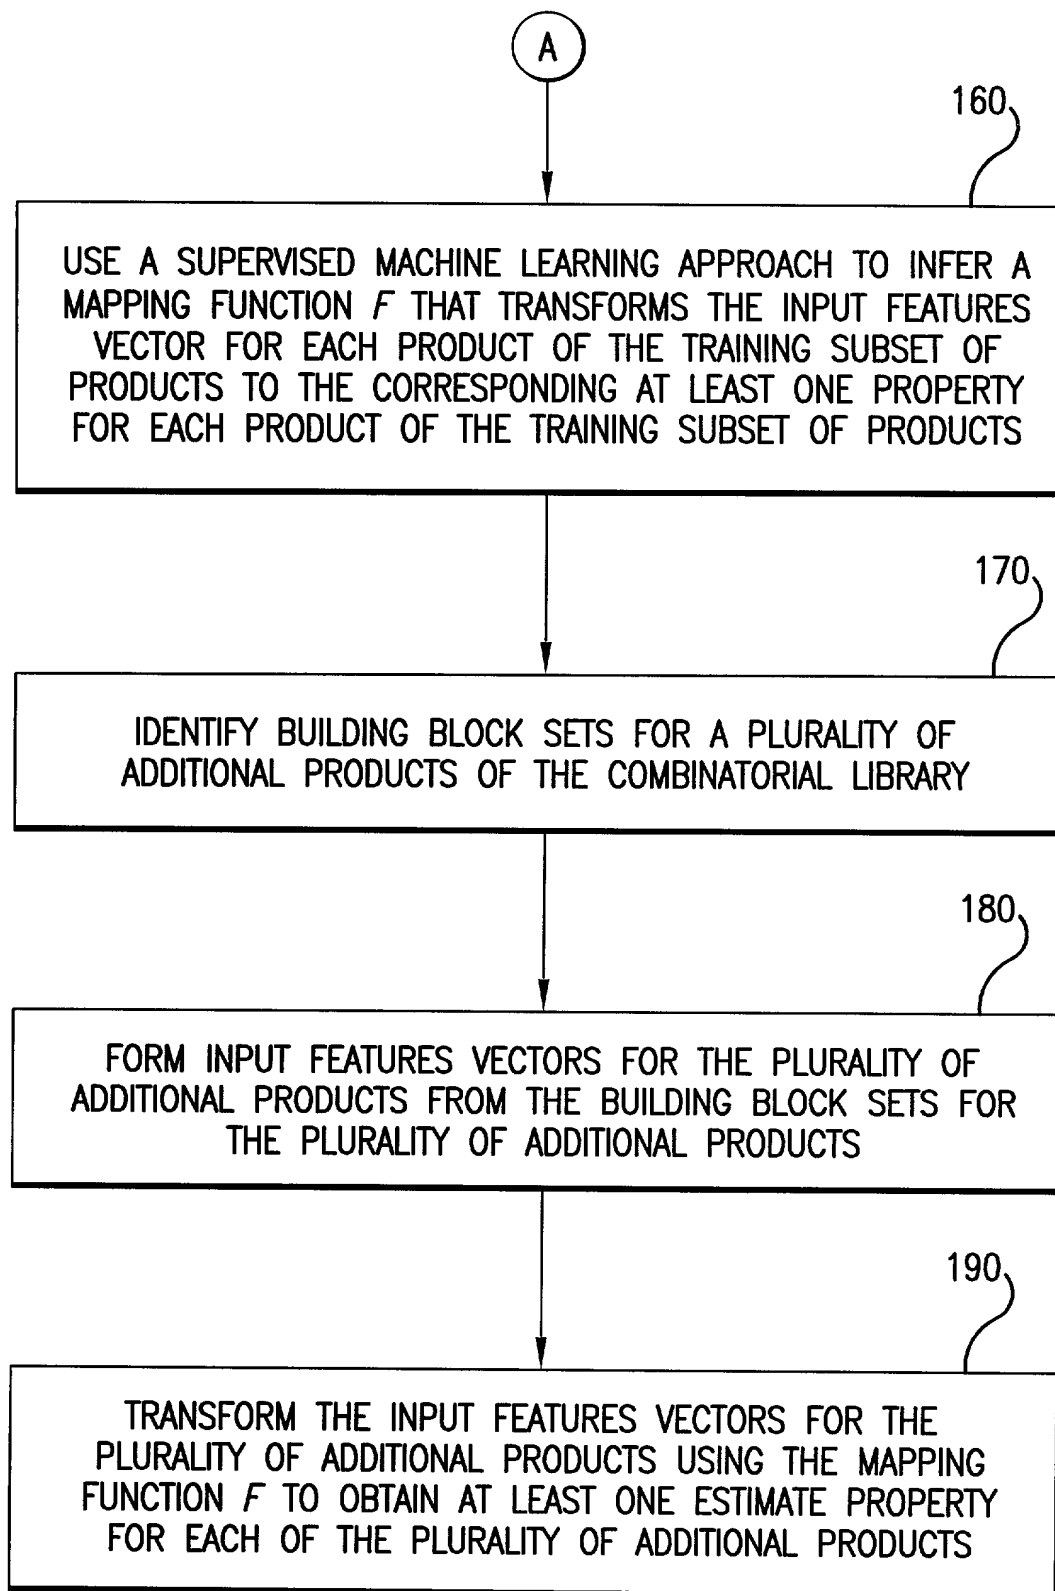 A
160
USE A SUPERVISED MACHINE LEARNING APPROACH TO INFER A
MAPPING FUNCTION F THAT TRANSFORMS THE INPUT FEATURES
VECTOR FOR EACH PRODUCT OF THE TRAINING SUBSET OF
PRODUCTS TO THE CORRESPONDING AT LEAST ONE PROPERTY
FOR EACH PRODUCT OF THE TRAINING SUBSET OF PRODUCTS
170
IDENTIFY BUILDING BLOCK SETS FOR A PLURALITY OF
ADDITIONAL PRODUCTS OF THE COMBINATORIAL LIBRARY
180
FORM INPUT FEATURES VECTORS FOR THE PLURALITY OF
ADDITIONAL PRODUCTS FROM THE BUILDING BLOCK SETS FOR
THE PLURALITY OF ADDITIONAL PRODUCTS
190
TRANSFORM THE INPUT FEATURES VECTORS FOR THE
PLURALITY OF ADDITIONAL PRODUCTS USING THE MAPPING
FUNCTION F TO OBTAIN AT LEAST ONE ESTIMATE PROPERTY
FOR EACH OF THE PLURALITY OF ADDITIONAL PRODUCTS